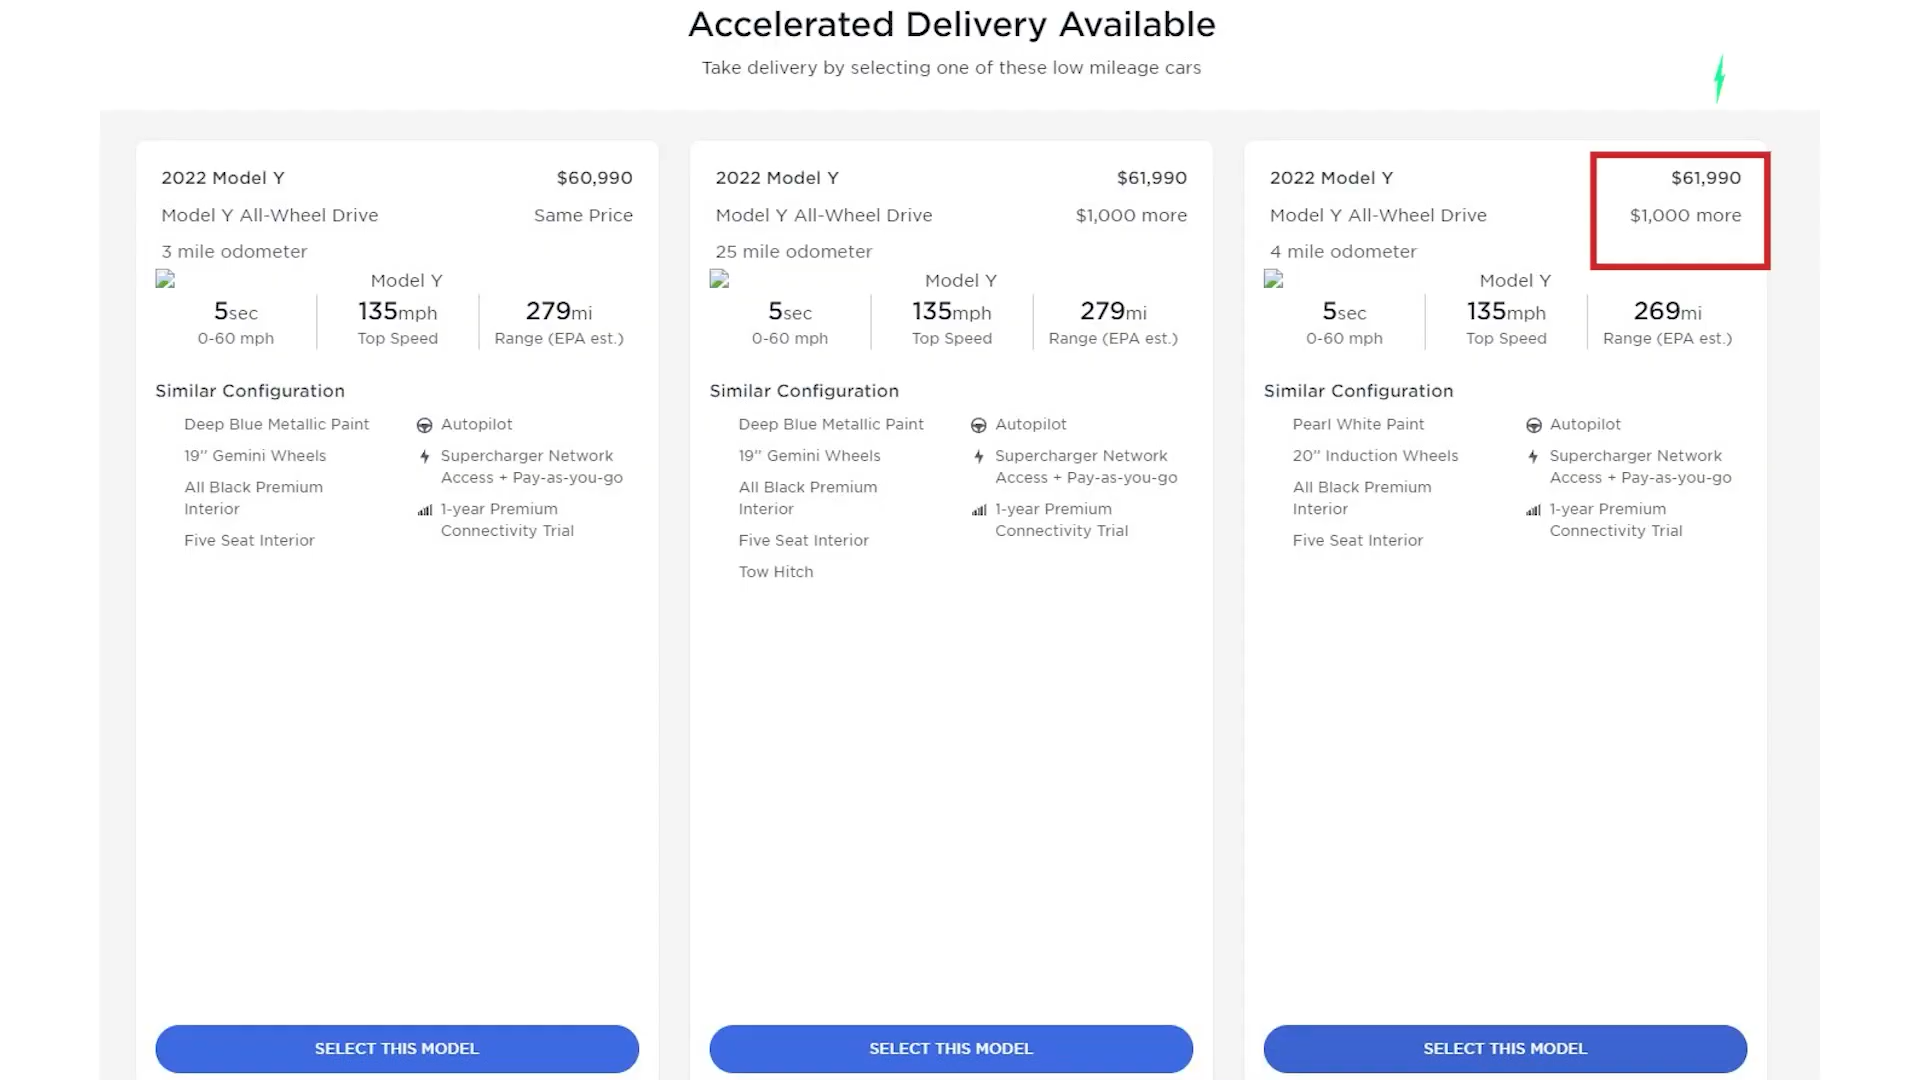 Accelerated Delivery Available
Take delivery by selecting one of these low mileage cars
2022 Model Y
$60,990
Model Y All-Wheel Drive
Same Price
3 mile odometer
Model Y
5sec
0-60 mph
135mph
Top Speed
279mi
Range (EPA est.)
Similar Configuration
Deep Blue Metallic Paint
19’’ Gemini Wheels
All Black Premium
Interior
Five Seat Interior
Autopilot
Supercharger Network
Access + Pay-as-you-go
1-year Premium
Connectivity Trial
SELECT THIS MODEL
2022 Model Y
$61,990
Model Y All-Wheel Drive
$1,000 more
25 mile odometer
Model Y
5sec
0-60 mph
135mph
Top Speed
279mi
Range (EPA est.)
Similar Configuration
Deep Blue Metallic Paint
19’’ Gemini Wheels
All Black Premium
Interior
Five Seat Interior
Tow Hitch
Autopilot
Supercharger Network
Access + Pay-as-you-go
1-year Premium
Connectivity Trial
SELECT THIS MODEL
2022 Model Y
$61,990
Model Y All-Wheel Drive
$1,000 more
4 mile odometer
Model Y
5sec
0-60 mph
135mph
Top Speed
269mi
Range (EPA est.)
Similar Configuration
Pearl White Paint
20’’ Induction Wheels
All Black Premium
Interior
Five Seat Interior
Autopilot
Supercharger Network
Access + Pay-as-you-go
1-year Premium
Connectivity Trial
SELECT THIS MODEL